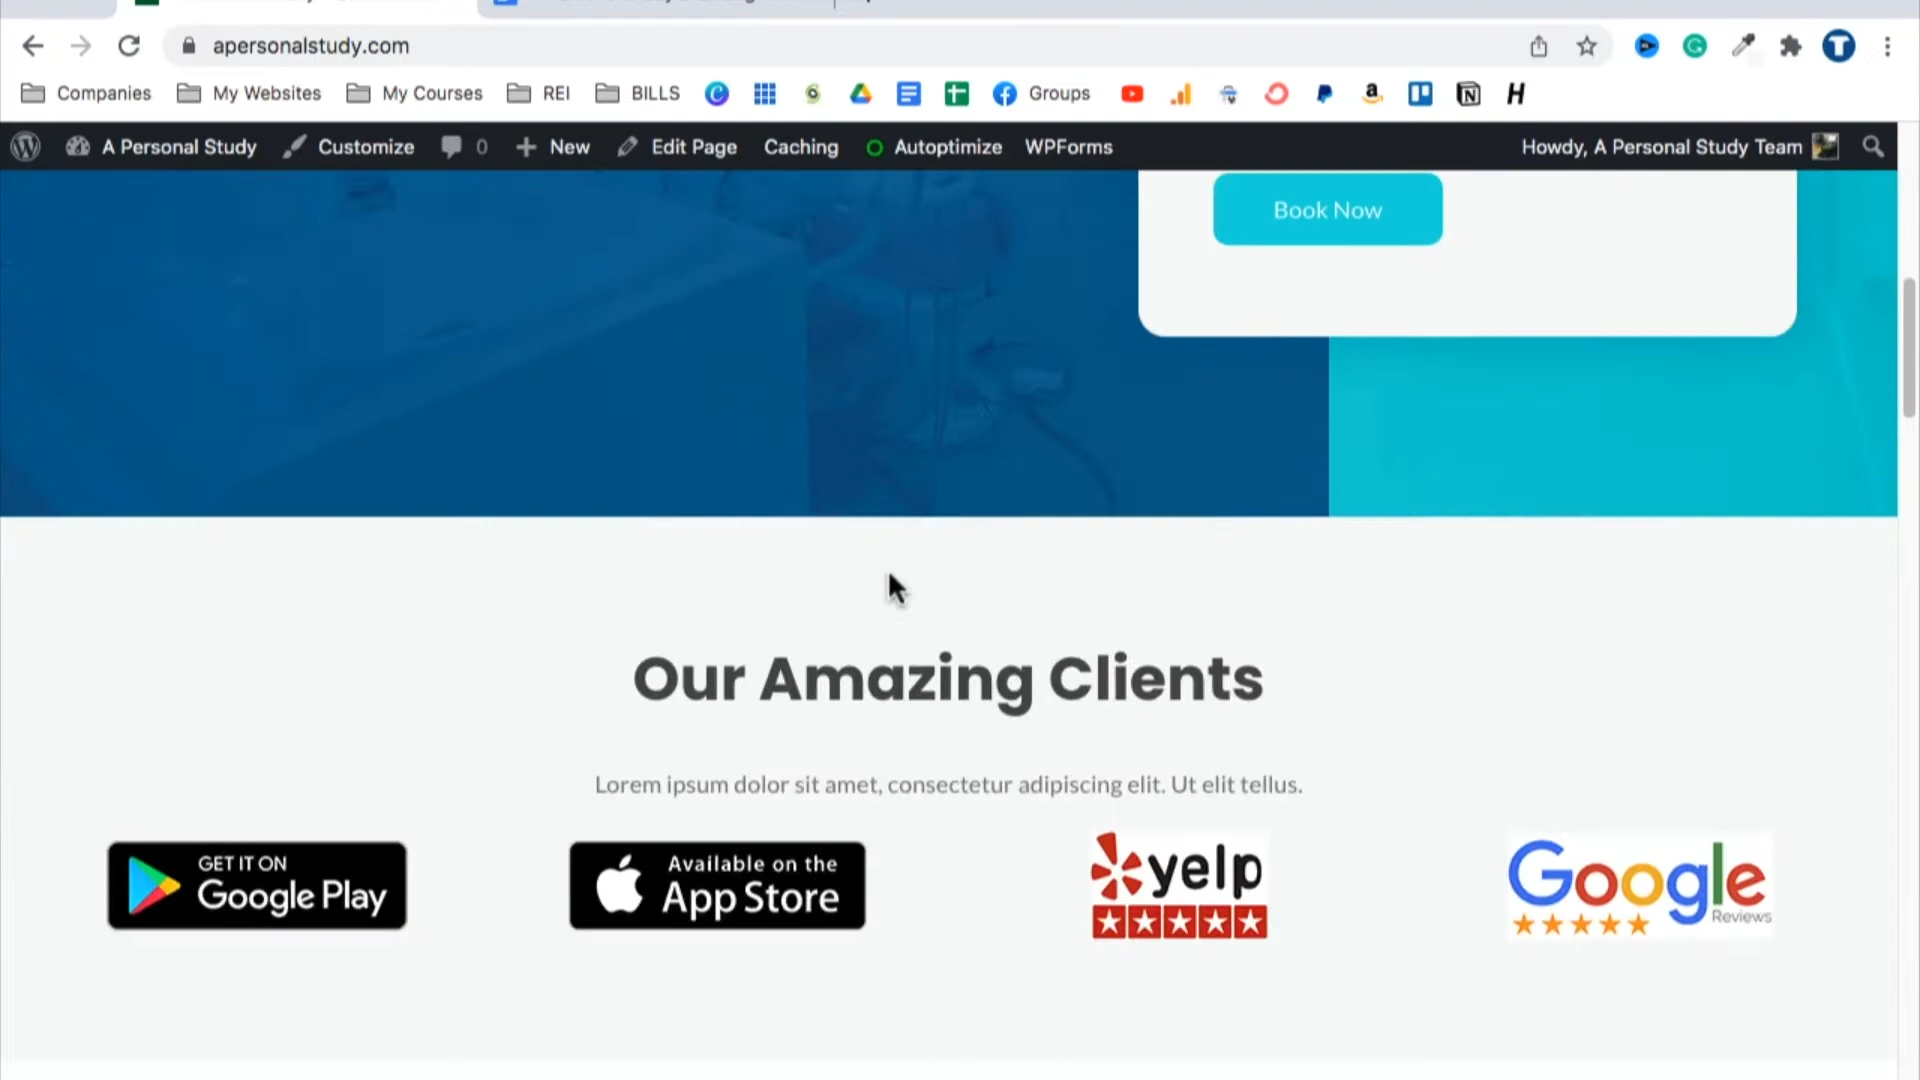 apersonalstudy.com
Companies My Websites My Courses REI BILLS Groups
A Personal Study Customize 0 New Edit Page Caching Autoptimize WPForms Howdy, A Personal Study Team
Book Now
Our Amazing Clients
Lorem ipsum dolor sit amet, consectetur adipiscing elit. Ut elit tellus.
GET IT ON
Google Play
Available on the
App Store
yelp
Google
Reviews